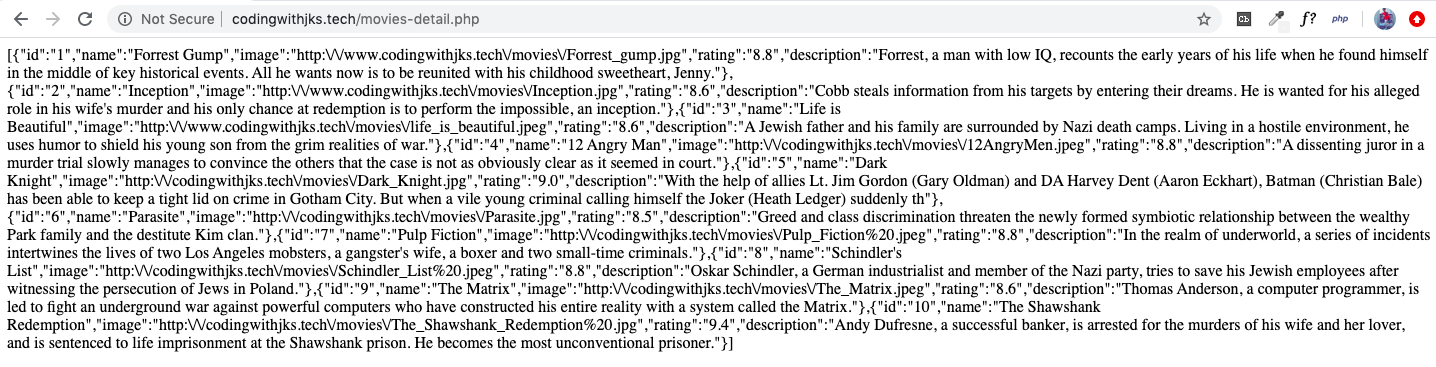 Not Secure | codingwithjks.tech/movies-detail.php
Cb
f?
php
[{"id":"1","name":"Forrest Gump","image":"http:\/\/www.codingwithjks.tech\/movies\/Forrest_gump.jpg","rating":"8.8","description":"Forrest, a man with low IQ, recounts the early years of his life when he found himself
in the middle of key historical events. All he wants now is to be reunited with his childhood sweetheart, Jenny."},
{"id":"2","name":"Inception","image":"http:\/\/www.codingwithjks.tech\/movies\/Inception.jpg","rating":"8.6","description":"Cobb steals information from his targets by entering their dreams. He is wanted for his alleged
role in his wife's murder and his only chance at redemption is to perform the impossible, an inception."},{"id":"3","name":"Life is
Beautiful","image":"http:\/\/www.codingwithjks.tech\/movies\/life_is_beautiful.jpeg","rating":"8.6","description":"A Jewish father and his family are surrounded by Nazi death camps. Living in a hostile environment, he
uses humor to shield his young son from the grim realities of war."},{"id":"4","name":"12 Angry Man","image":"http:\/\/codingwithjks.tech\/movies\/12AngryMen.jpeg","rating":"8.8","description":"A dissenting juror in a
murder trial slowly manages to convince the others that the case is not as obviously clear as it seemed in court."},{"id":"5","name":"Dark
Knight","image":"http:\/\/codingwithjks.tech\/movies\/Dark_Knight.jpg","rating":"9.0","description":"With the help of allies Lt. Jim Gordon (Gary Oldman) and DA Harvey Dent (Aaron Eckhart), Batman (Christian Bale)
has been able to keep a tight lid on crime in Gotham City. But when a vile young criminal calling himself the Joker (Heath Ledger) suddenly th"},
{"id":"6","name":"Parasite","image":"http:\/\/codingwithjks.tech\/movies\/Parasite.jpg","rating":"8.5","description":"Greed and class discrimination threaten the newly formed symbiotic relationship between the wealthy
Park family and the destitute Kim clan."},{"id":"7","name":"Pulp Fiction","image":"http:\/\/codingwithjks.tech\/movies\/Pulp_Fiction%20.jpeg","rating":"8.8","description":"In the realm of underworld, a series of incidents
intertwines the lives of two Los Angeles mobsters, a gangster's wife, a boxer and two small-time criminals."},{"id":"8","name":"Schindler's
List","image":"http:\/\/codingwithjks.tech\/movies\/Schindler_List%20.jpeg","rating":"8.8","description":"Oskar Schindler, a German industrialist and member of the Nazi party, tries to save his Jewish employees after
witnessing the persecution of Jews in Poland."},{"id":"9","name":"The Matrix","image":"http:\/\/codingwithjks.tech\/movies\/The_Matrix.jpeg","rating":"8.6","description":"Thomas Anderson, a computer programmer, is
led to fight an underground war against powerful computers who have constructed his entire reality with a system called the Matrix."},{"id":"10","name":"The Shawshank
Redemption","image":"http:\/\/codingwithjks.tech\/movies\/The_Shawshank_Redemption%20.jpg","rating":"9.4","description":"Andy Dufresne, a successful banker, is arrested for the murders of his wife and her lover,
and is sentenced to life imprisonment at the Shawshank prison. He becomes the most unconventional prisoner."}]